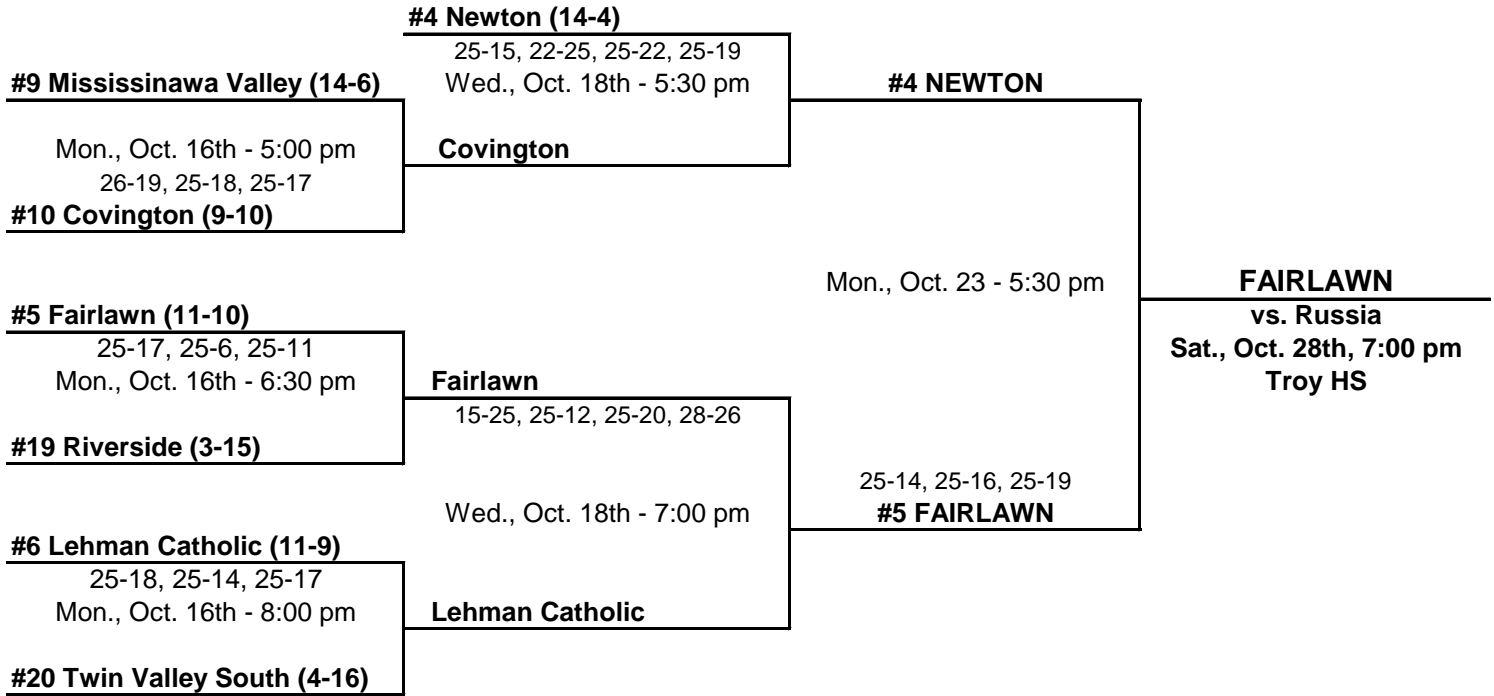 #4 Newton (14-4)
25-15, 22-25, 25-22, 25-19
#9 Mississinawa Valley (14-6)
Wed., Oct. 18th - 5:30 pm
#4 NEWTON
Mon., Oct. 16th - 5:00 pm
Covington
26-19, 25-18, 25-17
#10 Covington (9-10)
Mon., Oct. 23 - 5:30 pm
FAIRLAWN
#5 Fairlawn (11-10)
vs. Russia
25-17, 25-6, 25-11
Sat., Oct. 28th, 7:00 pm
Mon., Oct. 16th - 6:30 pm
Fairlawn
Troy HS
15-25, 25-12, 25-20, 28-26
#19 Riverside (3-15)
25-14, 25-16, 25-19
Wed., Oct. 18th - 7:00 pm
#5 FAIRLAWN
#6 Lehman Catholic (11-9)
25-18, 25-14, 25-17
Mon., Oct. 16th - 8:00 pm
Lehman Catholic
#20 Twin Valley South (4-16)